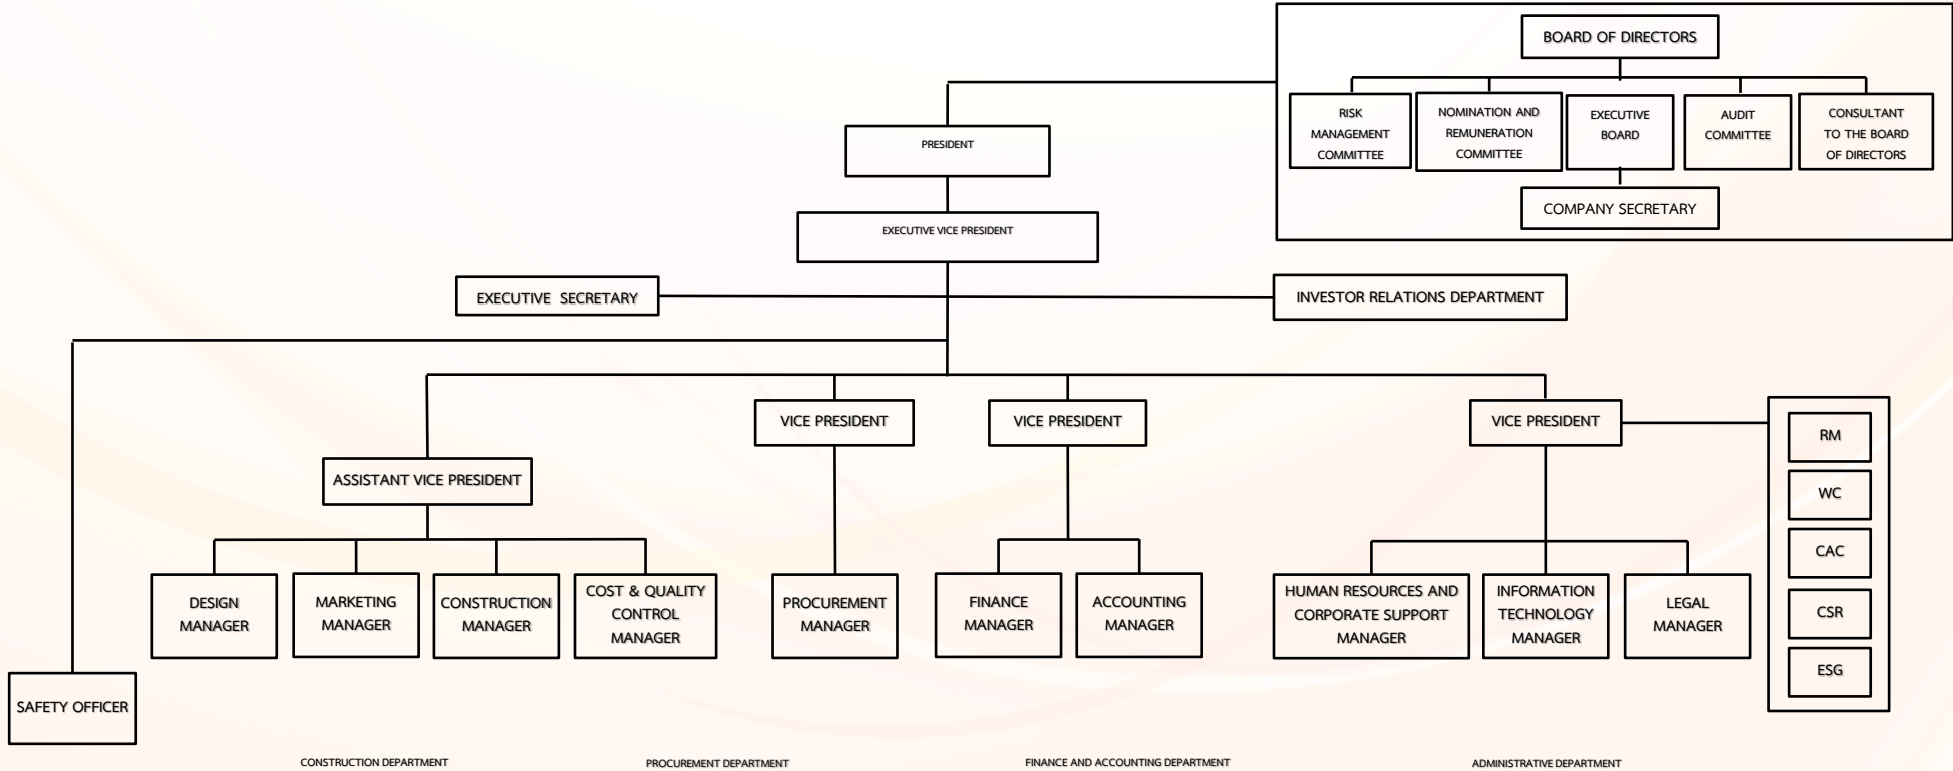 BOARD OF DIRECTORS
RISK
MANAGEMENT
COMMITTEE
NOMINATION AND
REMUNERATION
COMMITTEE
EXECUTIVE
BOARD
AUDIT
COMMITTEE
CONSULTANT
TO THE BOARD
OF DIRECTORS
COMPANY SECRETARY
PRESIDENT
EXECUTIVE VICE PRESIDENT
EXECUTIVE SECRETARY
INVESTOR RELATIONS DEPARTMENT
VICE PRESIDENT
VICE PRESIDENT
VICE PRESIDENT
ASSISTANT VICE PRESIDENT
RM
WC
CAC
CSR
ESG
DESIGN
MANAGER
MARKETING
MANAGER
CONSTRUCTION
MANAGER
COST & QUALITY
CONTROL
MANAGER
PROCUREMENT
MANAGER
FINANCE
MANAGER
ACCOUNTING
MANAGER
HUMAN RESOURCES AND
CORPORATE SUPPORT
MANAGER
INFORMATION
TECHNOLOGY
MANAGER
LEGAL
MANAGER
SAFETY OFFICER
CONSTRUCTION DEPARTMENT
PROCUREMENT DEPARTMENT
FINANCE AND ACCOUNTING DEPARTMENT
ADMINISTRATIVE DEPARTMENT